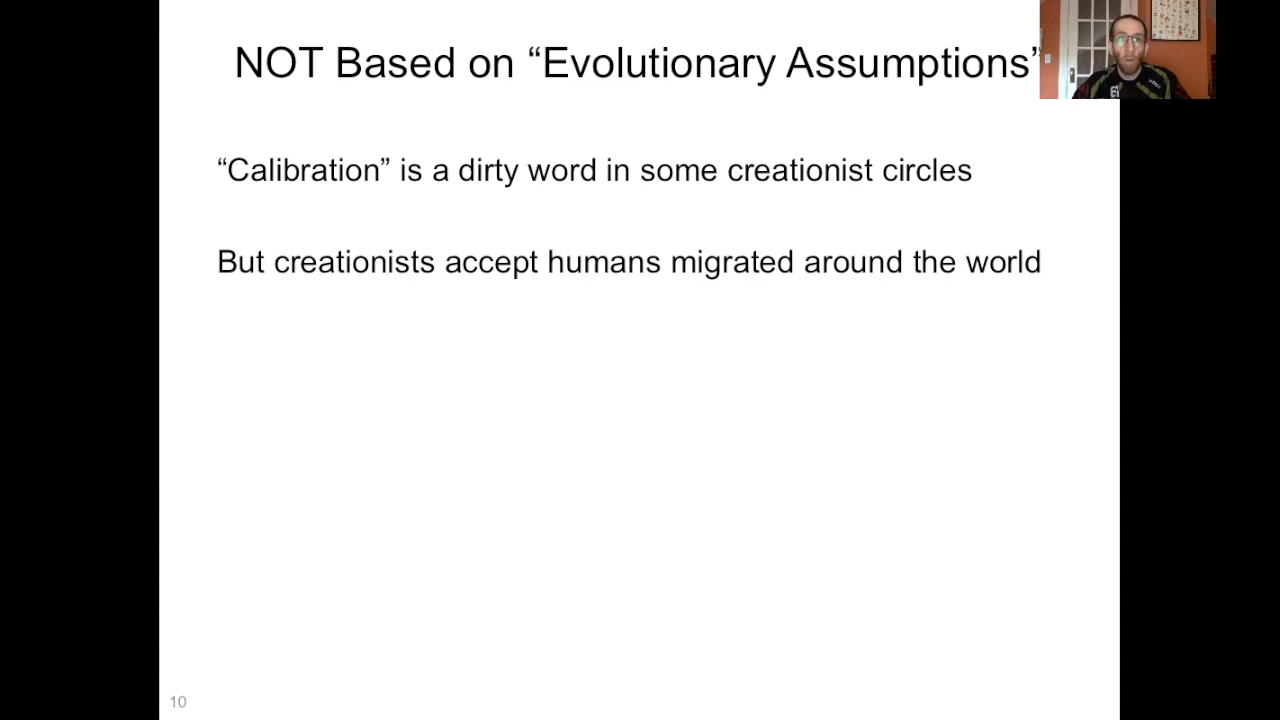 NOT Based on “Evolutionary Assumptions”
“Calibration” is a dirty word in some creationist circles
But creationists accept humans migrated around the world
10